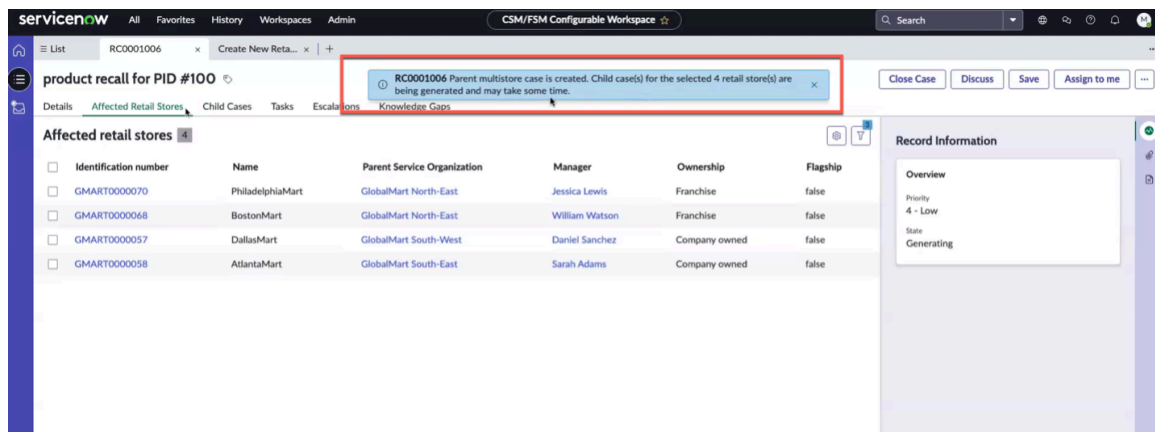 servicenow All Favorites History Workspaces Admin CSM/FSM Configurable Workspace Search M
List RC0001006 × Create New Reta... × +
product recall for PID #100
RC0001006 Parent multistore case is created. Child case(s) for the selected 4 retail store(s) are
being generated and may take some time.
Close Case Discuss Save Assign to me ...
Details Affected Retail Stores Child Cases Tasks Escalations Knowledge Gaps
Affected retail stores 4
3
Identification number Name Parent Service Organization Manager Ownership Flagship
GMART0000070 PhiladelphiaMart GlobalMart North-East Jessica Lewis Franchise false
GMART0000068 BostonMart GlobalMart North-East William Watson Franchise false
GMART0000057 DallasMart GlobalMart South-West Daniel Sanchez Company owned false
GMART0000058 AtlantaMart GlobalMart South-East Sarah Adams Company owned false
Record Information
Overview
Priority
4 - Low
State
Generating